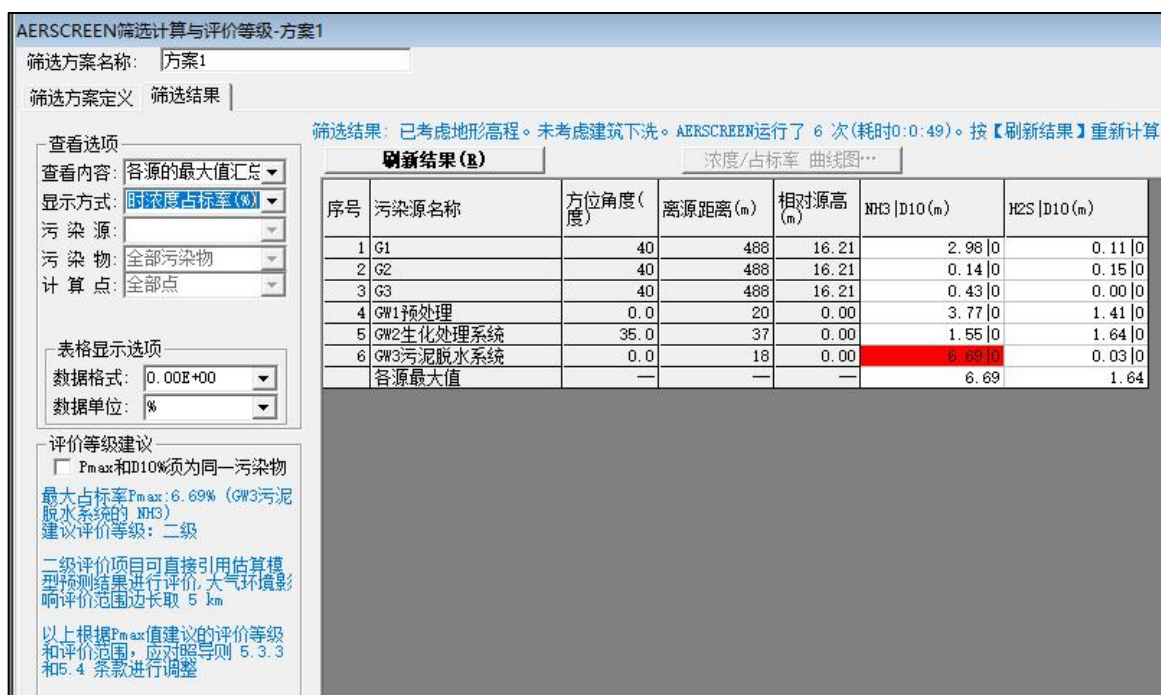 AERSCREEN筛选计算与评价等级-方案1
筛选方案名称: 方案1
筛选方案定义 筛选结果
筛选结果: 已考虑地形高程。未考虑建筑下洗。AERSCREEN运行了 6 次(耗时0:0:49)。按【刷新结果】重新计算
查看选项
查看内容: 各源的最大值汇总
显示方式: 时浓度占标率(%)
污 染 源:
污 染 物: 全部污染物
计 算 点: 全部点
表格显示选项
数据格式: 0.00E+00
数据单位: %
评价等级建议
Pmax和D10%须为同一污染物
最大占标率Pmax:6.69% (GW3污泥
脱水系统的 NH3)
建议评价等级: 二级
二级评价项目可直接引用估算模
型预测结果进行评价,大气环境影
响评价范围边长取 5 km
以上根据Pmax值建议的评价等级
和评价范围,应对照导则 5.3.3
和5.4 条款进行调整
刷新结果(R) 浓度/占标率 曲线图…
序号 污染源名称 方位角度(度) 离源距离(m) 相对源高(m) NH3|D10(m) H2S|D10(m)
1 G1 40 488 16.21 2.98|0 0.11|0
2 G2 40 488 16.21 0.14|0 0.15|0
3 G3 40 488 16.21 0.43|0 0.00|0
4 GW1预处理 0.0 20 0.00 3.77|0 1.41|0
5 GW2生化处理系统 35.0 37 0.00 1.55|0 1.64|0
6 GW3污泥脱水系统 0.0 18 0.00 6.69|0 0.03|0
各源最大值 — — — 6.69 1.64